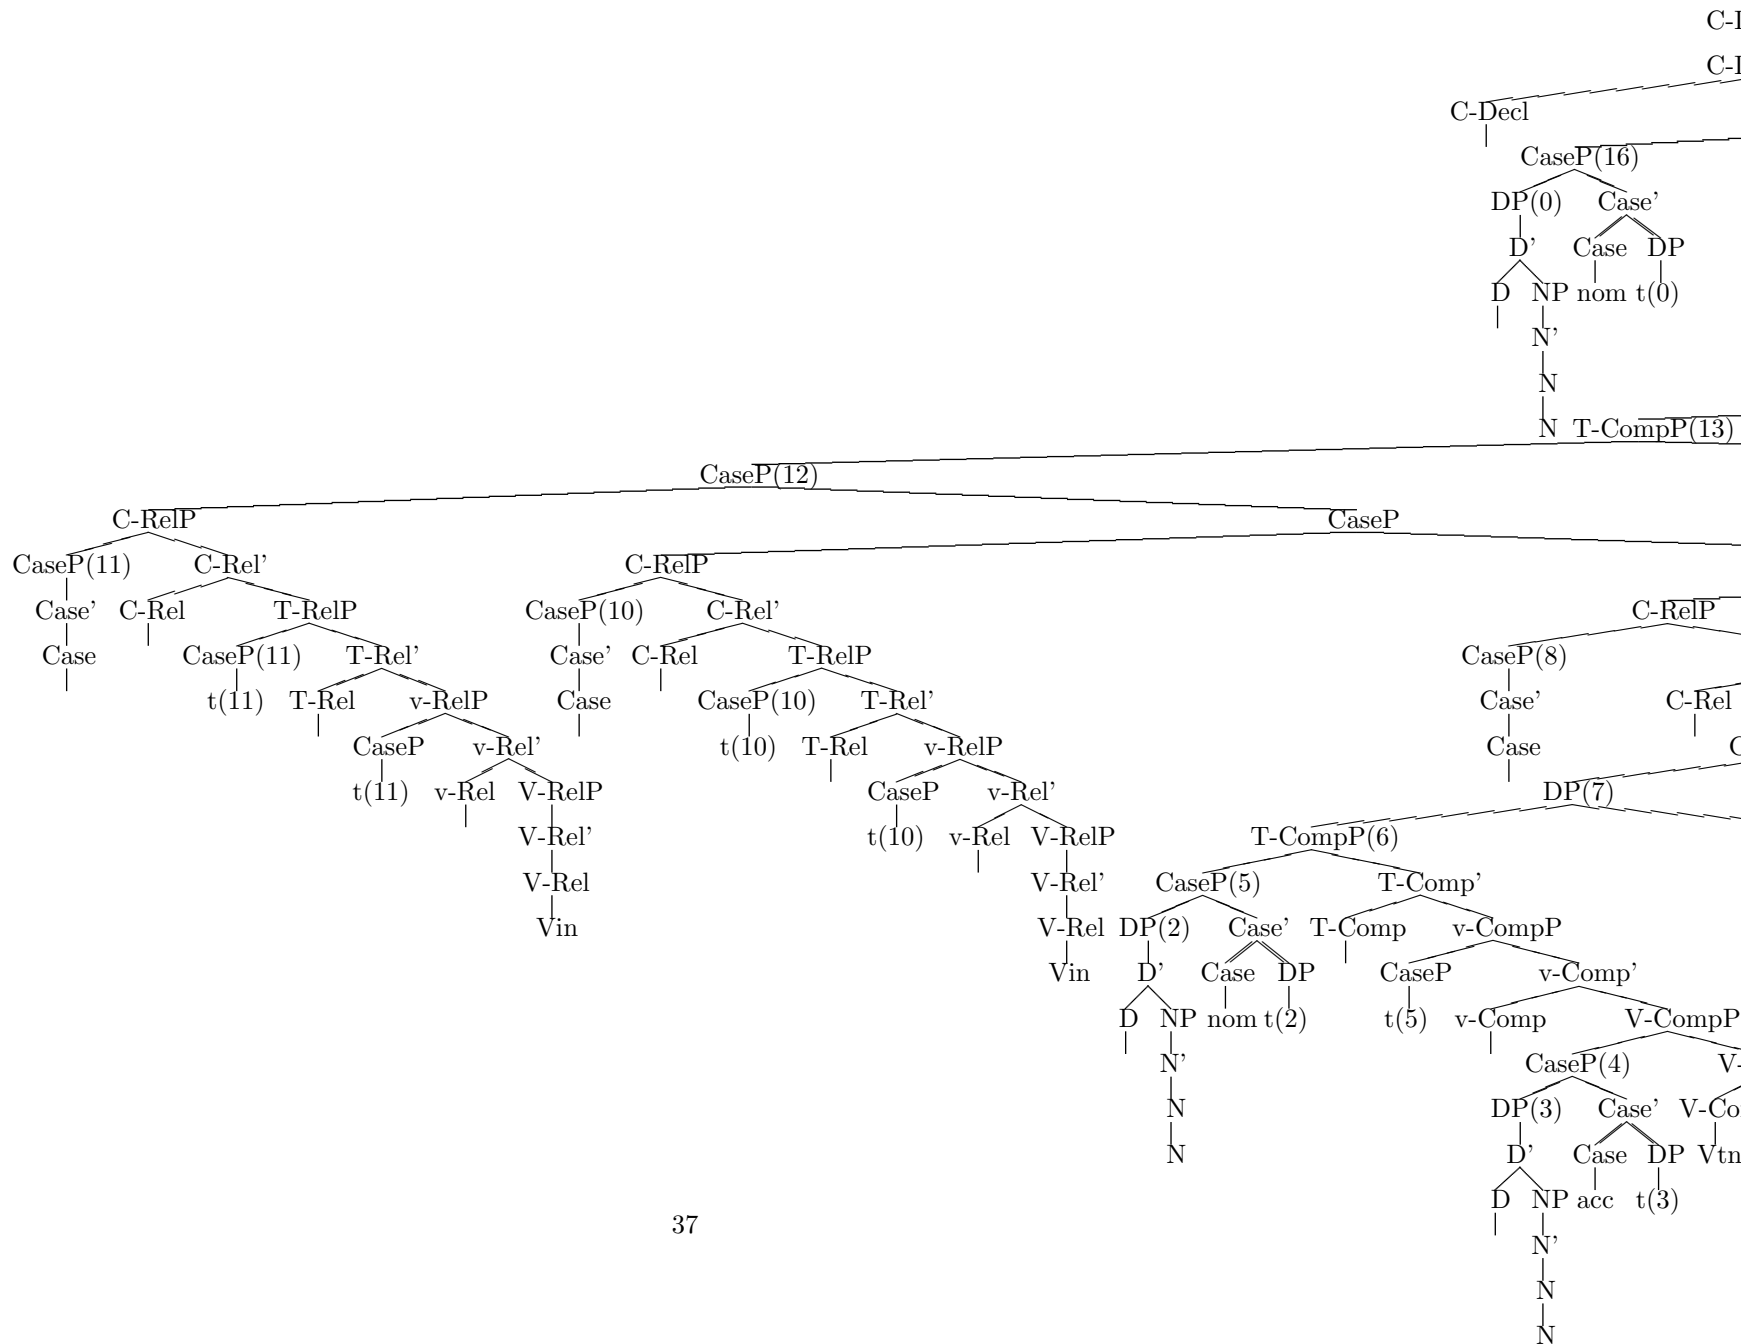 C-Decl
CaseP(16)
DP(0) Case’
D’ Case DP
D NP nom t(0)
N’
N
N T-CompP(13)
CaseP(12)
C-RelP CaseP
CaseP(11) C-Rel’ C-RelP
Case’ C-Rel T-RelP CaseP(10) C-Rel’ C-RelP
Case CaseP(11) T-Rel’ Case’ C-Rel T-RelP CaseP(8)
t(11) T-Rel v-RelP Case CaseP(10) T-Rel’ Case’ C-Rel
CaseP v-Rel’ t(10) T-Rel v-RelP Case
t(11) v-Rel V-RelP CaseP v-Rel’ DP(7)
V-Rel’ t(10) v-Rel V-RelP T-CompP(6)
V-Rel V-Rel’ CaseP(5) T-Comp’
Vin V-Rel DP(2) Case’ T-Comp v-CompP
Vin D’ Case DP CaseP v-Comp’
D NP nom t(2) t(5) v-Comp V-CompP
N’ CaseP(4)
N DP(3) Case’
N D’ Case DP Vtn
D NP acc t(3)
37
N’
N
N